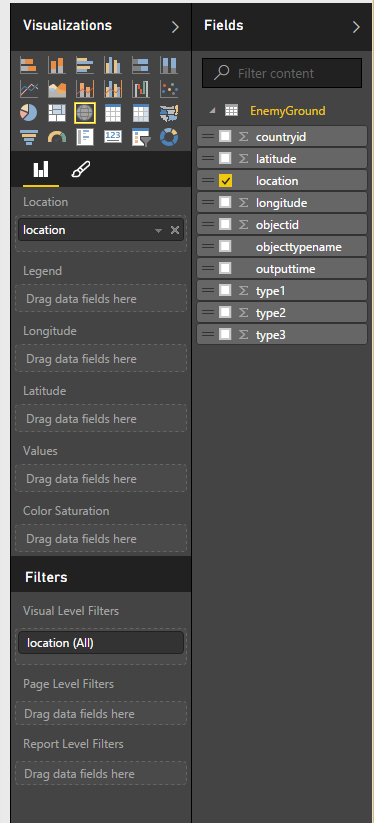 Visualizations
123
Location
location
Legend
Drag data fields here
Longitude
Drag data fields here
Latitude
Drag data fields here
Values
Drag data fields here
Color Saturation
Drag data fields here
Filters
Visual Level Filters
location (All)
Page Level Filters
Drag data fields here
Report Level Filters
Drag data fields here
Fields
Filter content
EnemyGround
Σ countryid
Σ latitude
location
Σ longitude
Σ objectid
objecttypename
outputtime
Σ type1
Σ type2
Σ type3